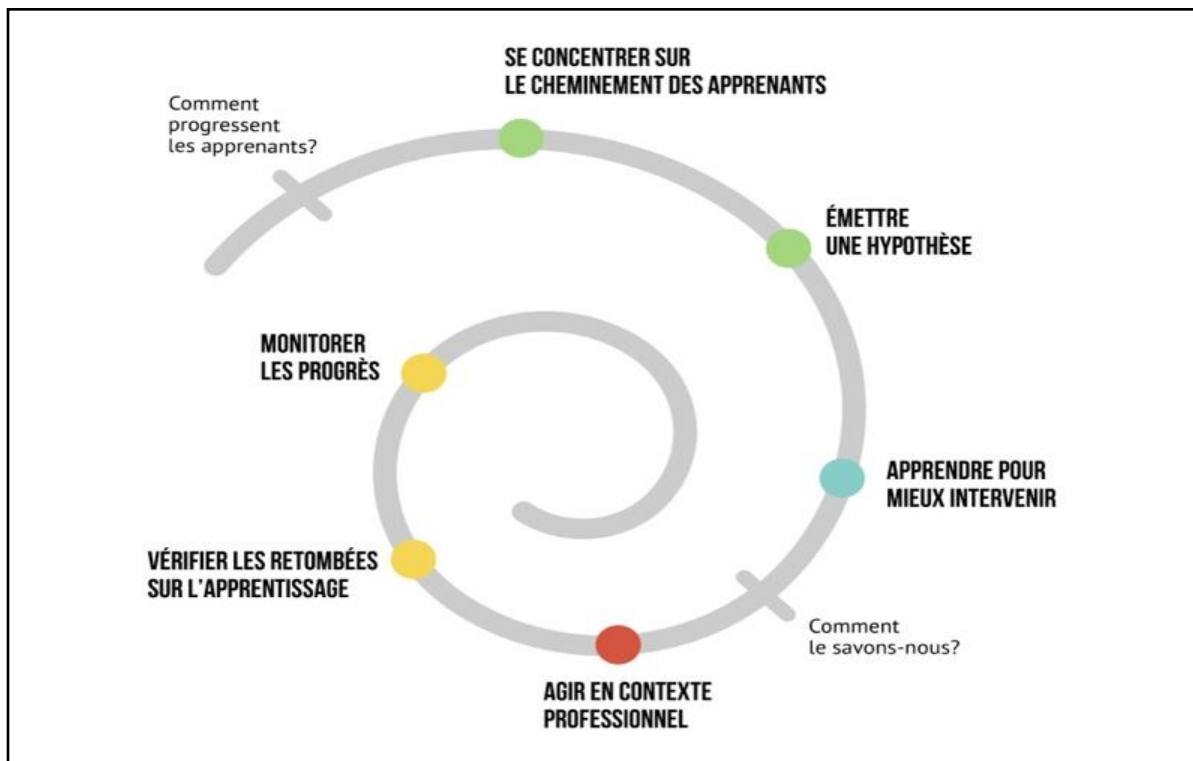 SE CONCENTRER SUR
LE CHEMINEMENT DES APPRENANTS
Comment
progressent
les apprenants?
ÉMETTRE
UNE HYPOTHÈSE
MONITORER
LES PROGRÈS
APPRENDRE POUR
MIEUX INTERVENIR
VÉRIFIER LES RETOMBÉES
SUR L'APPRENTISSAGE
Comment
le savons-nous?
AGIR EN CONTEXTE
PROFESSIONNEL